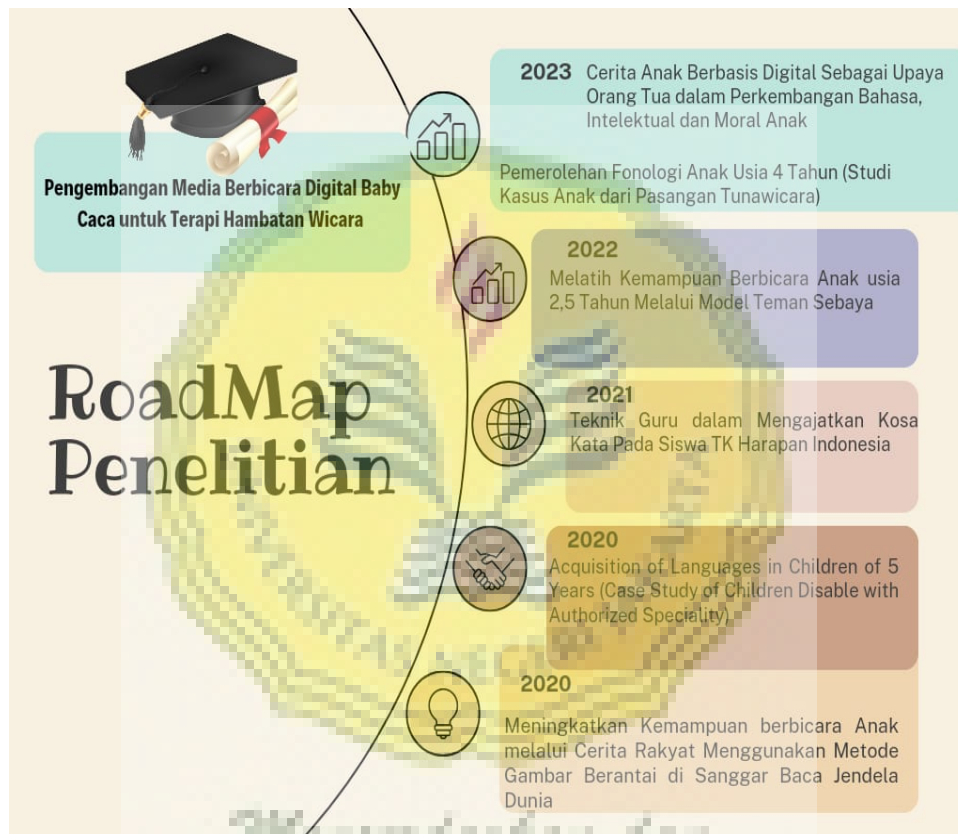 Pengembangan Media Berbicara Digital Baby
Caca untuk Terapi Hambatan Wicara
RoadMap
Penelitian
2023 Cerita Anak Berbasis Digital Sebagai Upaya
Orang Tua dalam Perkembangan Bahasa,
Intelektual dan Moral Anak
Pemerolehan Fonologi Anak Usia 4 Tahun (Studi
Kasus Anak dari Pasangan Tunawicara)
2022
Melatih Kemampuan Berbicara Anak usia
2,5 Tahun Melalui Model Teman Sebaya
2021
Teknik Guru dalam Mengajatkan Kosa
Kata Pada Siswa TK Harapan Indonesia
2020
Acquisition of Languages in Children of 5
Years (Case Study of Children Disable with
Authorized Speciality)
2020
Meningkatkan Kemampuan berbicara Anak
melalui Cerita Rakyat Menggunakan Metode
Gambar Berantai di Sanggar Baca Jendela
Dunia